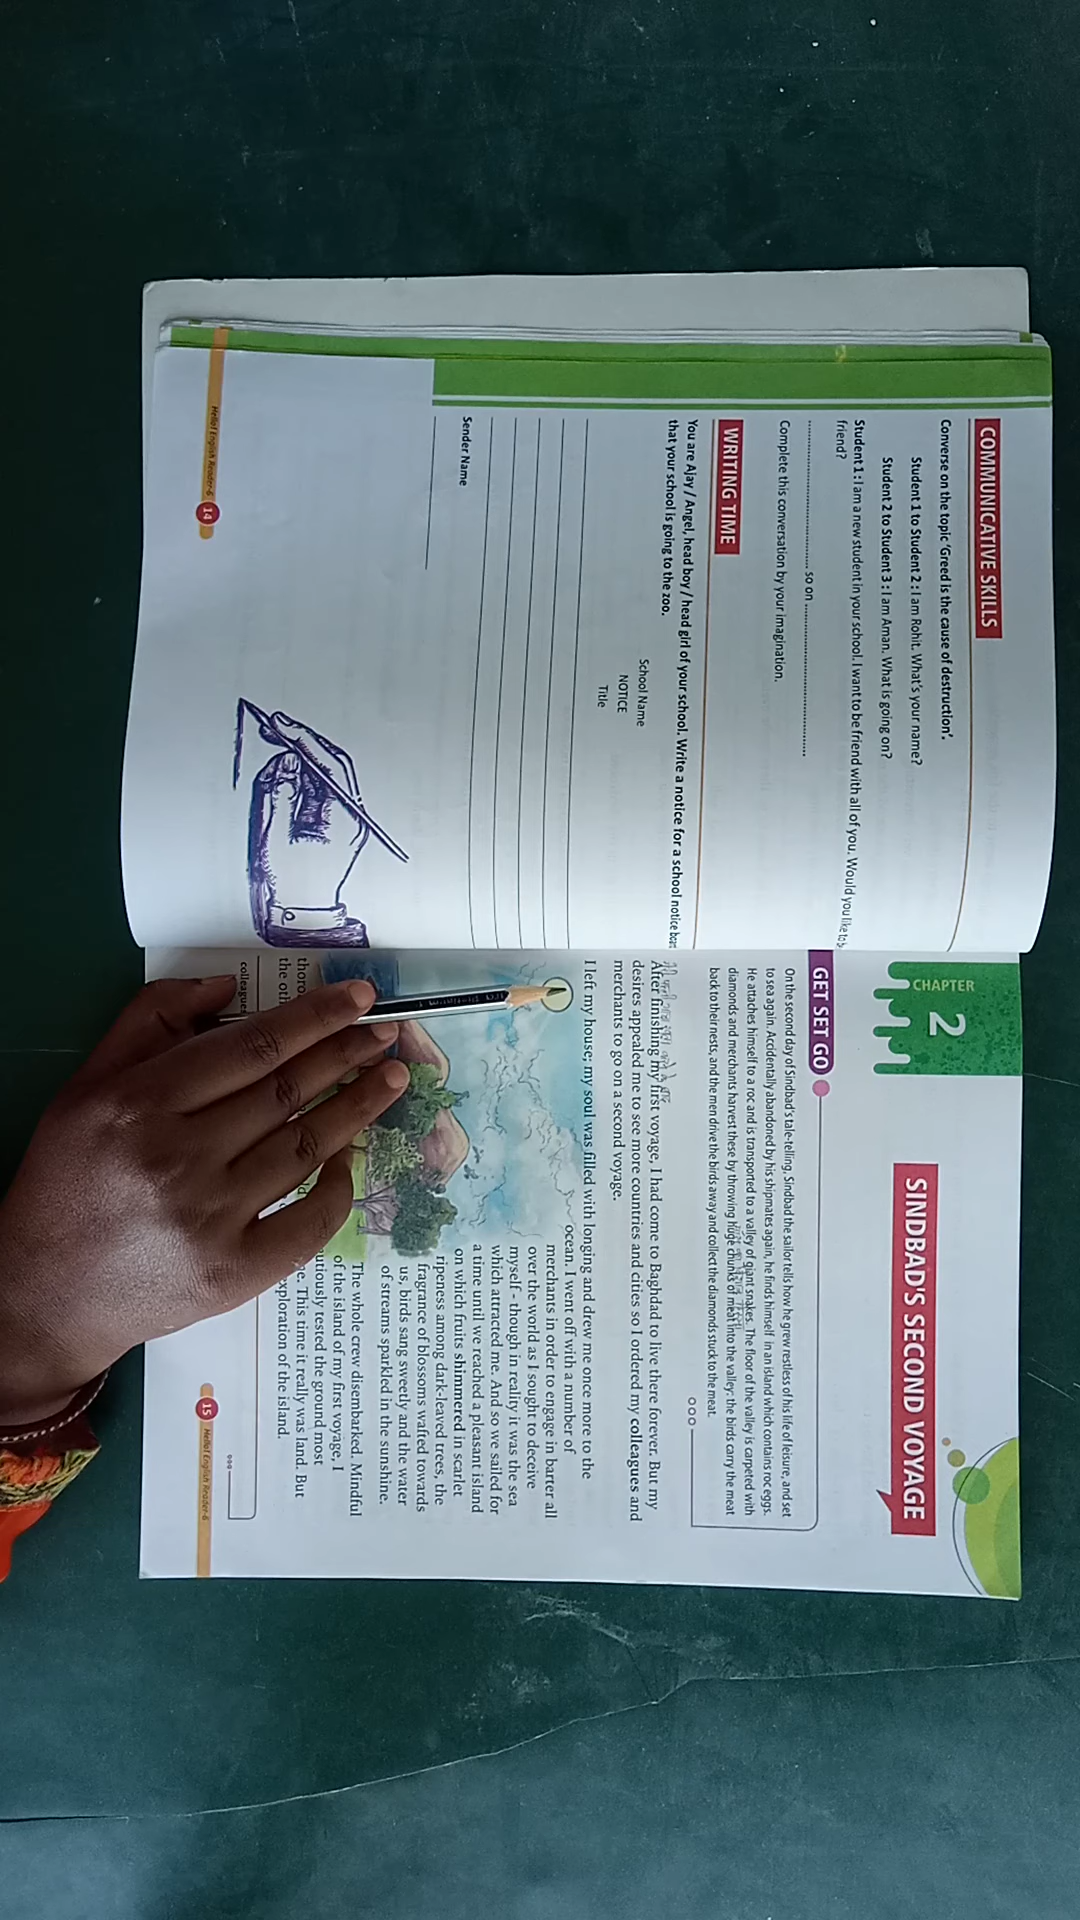 COMMUNICATIVE SKILLS
Converse on the topic 'Greed is the cause of destruction'.
Student 1 to Student 2 : I am Rohit. What's your name?
Student 2 to Student 3 : I am Aman. What is going on?
Student 1 : I am a new student in your school. I want to be friend with all of you. Would you like to
friend?
........................................ so on ........................................
Complete this conversation by your imagination.
WRITING TIME
You are Ajay / Angel, head boy / head girl of your school. Write a notice for a school notice
that your school is going to the zoo.
School Name
NOTICE
Title
Sender Name
Hello! English Reader-6 14
CHAPTER
2
SINDBAD'S SECOND VOYAGE
GET SET GO
On the second day of Sindbad's tale-telling, Sindbad the sailor tells how he grew restless of his life of leisure, and set
to sea again. Accidentally abandoned by his shipmates again, he finds himself in an island which contains roc eggs.
He attaches himself to a roc and is transported to a valley of giant snakes. The floor of the valley is carpeted with
diamonds and merchants harvest these by throwing huge chunks of meat into the valley: the birds carry the meat
back to their nests, and the men drive the birds away and collect the diamonds stuck to the meat.
After finishing my first voyage, I had come to Baghdad to live there forever. But my
desires appealed me to see more countries and cities so I ordered my colleagues and
merchants to go on a second voyage.
I left my house; my soul was filled with longing and drew me once more to the
ocean. I went off with a number of
merchants in order to engage in barter all
over the world as I sought to deceive
myself - though in reality it was the sea
which attracted me. And so we sailed for
a time until we reached a pleasant island
on which fruits shimmered in scarlet
ripeness among dark-leaved trees, the
fragrance of blossoms wafted towards
us, birds sang sweetly and the water
of streams sparkled in the sunshine.
The whole crew disembarked. Mindful
of the island of my first voyage, I
tested the ground most
This time it really was land. But
exploration of the island.
colleagues
15 Hello! English Reader-6